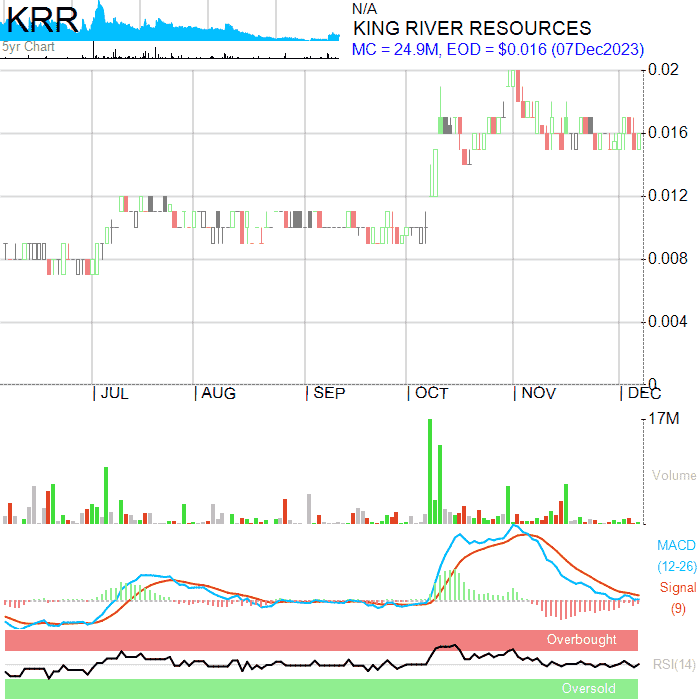 KRR
5yr Chart
N/A
KING RIVER RESOURCES
MC = 24.9M, EOD = $0.016 (07Dec2023)
0.02
0.016
0.012
0.008
0.004
0
JUL AUG SEP OCT NOV DEC
17M
Volume
MACD
(12-26)
Signal
(9)
Overbought
RSI(14)
Oversold